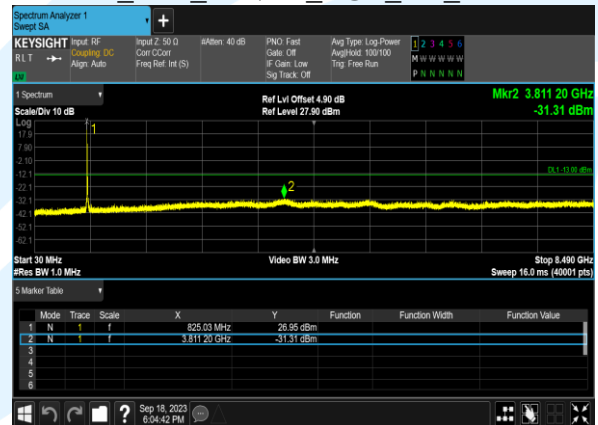 Spectrum Analyzer 1
Swept SA
KEYSIGHT Input: RF Input Z: 50 Ω #Atten: 40 dB PNO: Fast Avg Type: Log-Power 1 2 3 4 5 6
RLT Coupling: DC Corr CCorr Gate: Off Avg|Hold: 100/100 M W W W W W
Align: Auto Freq Ref: Int (S) IF Gain: Low Trig: Free Run
Sig Track: Off P N N N N N
1 Spectrum
Scale/Div 10 dB
Ref Lvl Offset 4.90 dB
Ref Level 27.90 dBm
Mkr2 3.811 20 GHz
-31.31 dBm
Log
17.9
7.90
-2.10
-12.1
-22.1
-32.1
-42.1
-52.1
-62.1
1
2
DL1 -13.00 dBm
Start 30 MHz Video BW 3.0 MHz Stop 8.490 GHz
#Res BW 1.0 MHz Sweep 16.0 ms (40001 pts)
5 Marker Table
Mode Trace Scale X Y Function Function Width Function Value
1 N 1 f 825.03 MHz 26.95 dBm
2 N 1 f 3.811 20 GHz -31.31 dBm
3
4
5
6
? Sep 18, 2023
6:04:42 PM